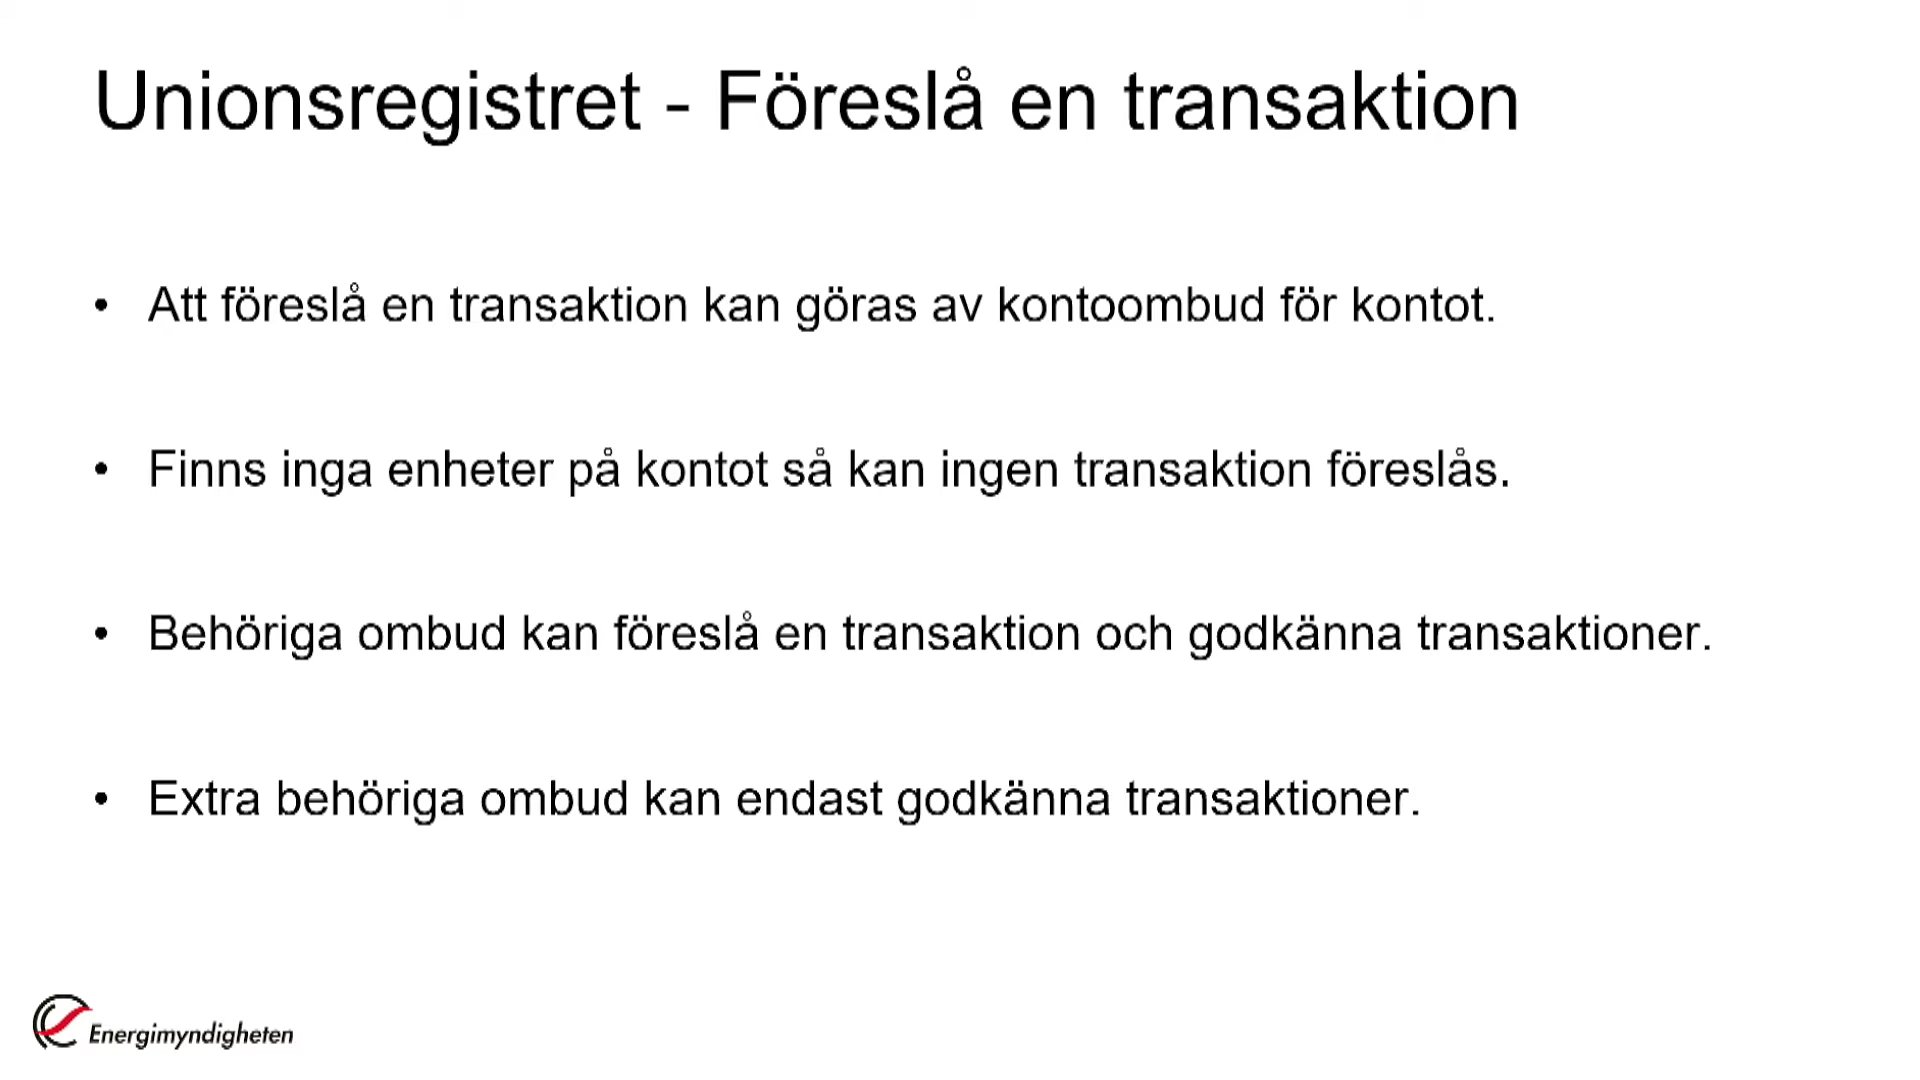 Unionsregistret - Föreslå en transaktion
• Att föreslå en transaktion kan göras av kontoombud för kontot.
• Finns inga enheter på kontot så kan ingen transaktion föreslås.
• Behöriga ombud kan föreslå en transaktion och godkänna transaktioner.
• Extra behöriga ombud kan endast godkänna transaktioner.
Energimyndigheten